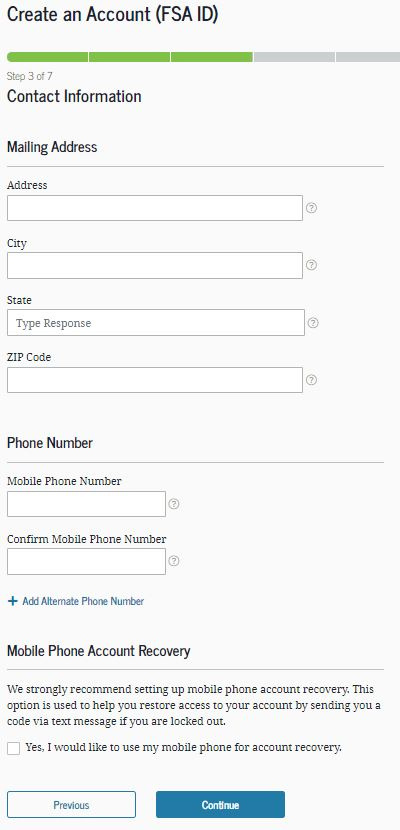 Create an Account (FSA ID)
Step 3 of 7
Contact Information
Mailing Address
Address
?
City
?
State
Type Response
?
ZIP Code
?
Phone Number
Mobile Phone Number
?
Confirm Mobile Phone Number
?
+ Add Alternate Phone Number
Mobile Phone Account Recovery
We strongly recommend setting up mobile phone account recovery. This
option is used to help you restore access to your account by sending you a
code via text message if you are locked out.
Yes, I would like to use my mobile phone for account recovery.
Previous
Continue